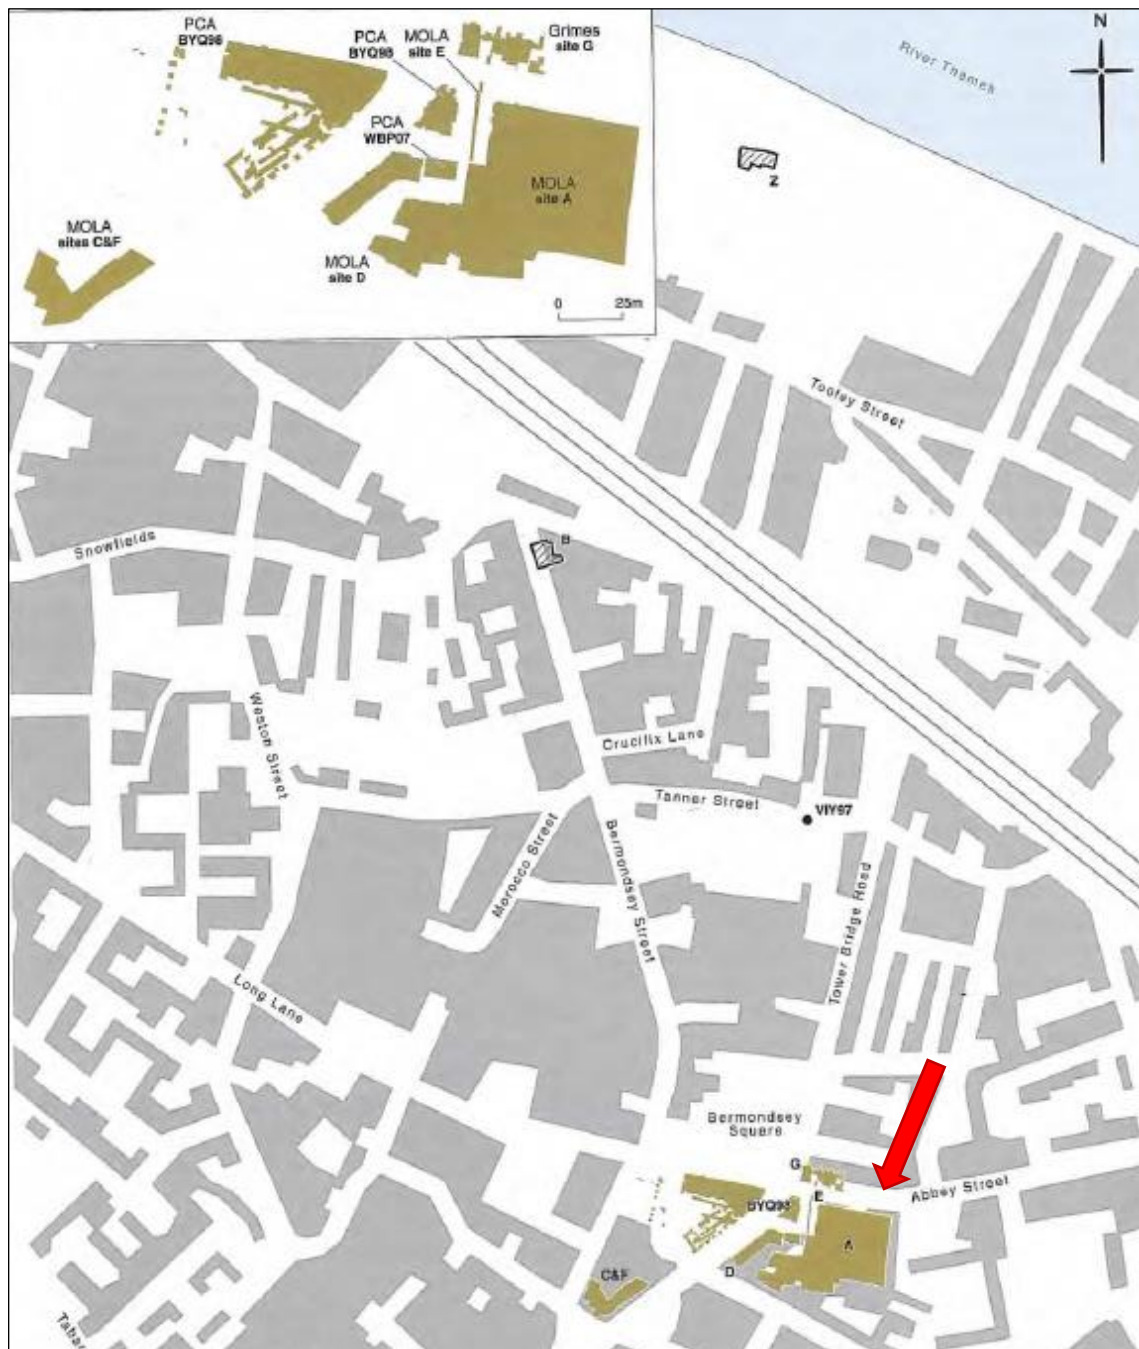 PCA
BYQ98
PCA
BYQ98
MOLA
site E
Grimes
site G
N
River Thames
PCA
WBP07
MOLA
site A
Z
MOLA
sites C&F
MOLA
site D
0 25m
Tooley Street
B
Snowfields
Weston Street
Crucifix Lane
Tanner Street
VIY97
Morocco Street
Bermondsey Street
Tower Bridge Road
Long Lane
Bermondsey
Square
G
E
Abbey Street
BYQ98
A
D
C&F